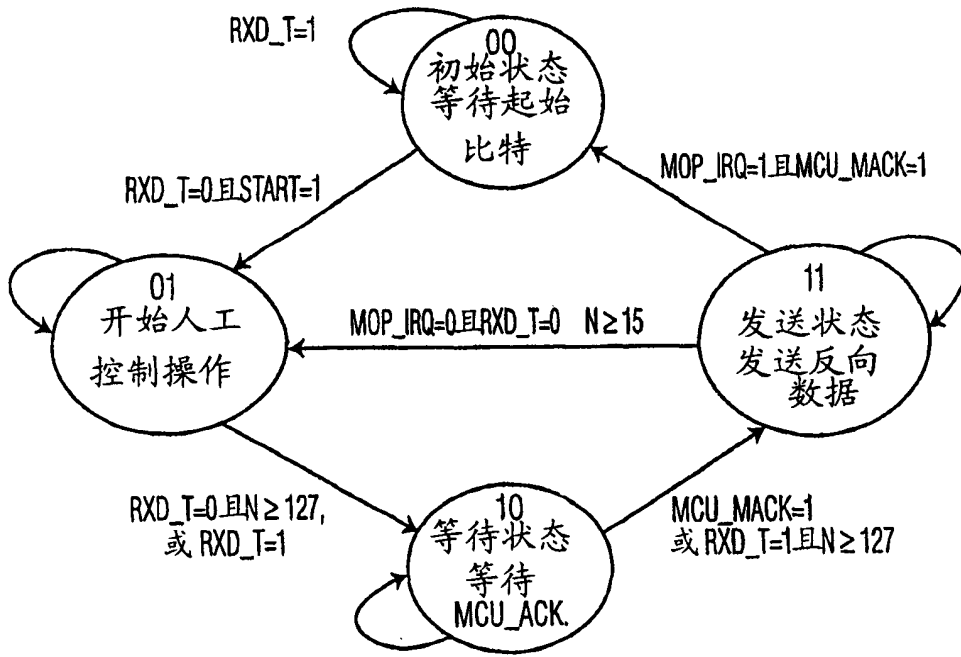 RXD_T=1
00
初始状态
等待起始
比特
RXD_T=0且START=1
MOP_IRQ=1且MCU_MACK=1
01
开始人工
控制操作
MOP_IRQ=0且RXD_T=0 N≥15
11
发送状态
发送反向
数据
RXD_T=0且N≥127,
或 RXD_T=1
10
等待状态
等待
MCU_ACK.
MCU_MACK=1
或 RXD_T=1且N≥127